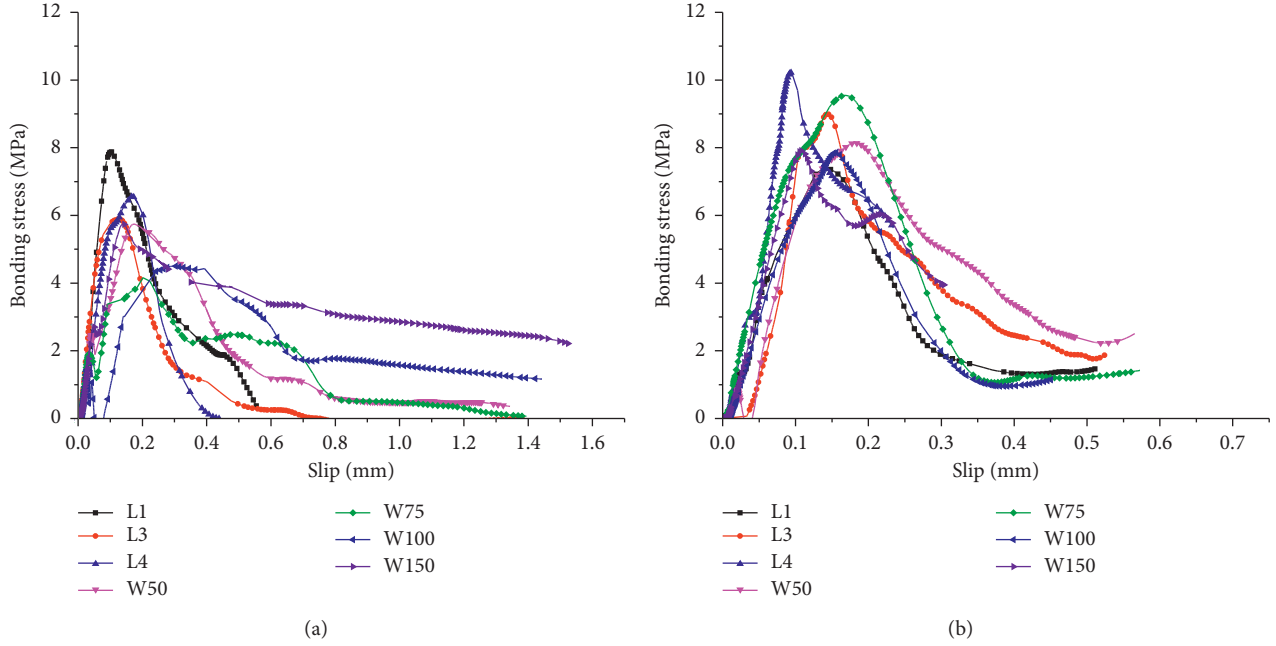 12
10
8
6
4
2
0
Bonding stress (MPa)
0.0 0.2 0.4 0.6 0.8 1.0 1.2 1.4 1.6
Slip (mm)
L1
L3
L4
W50
W75
W100
W150
(a)
12
10
8
6
4
2
0
Bonding stress (MPa)
0.0 0.1 0.2 0.3 0.4 0.5 0.6 0.7
Slip (mm)
L1
L3
L4
W50
W75
W100
W150
(b)